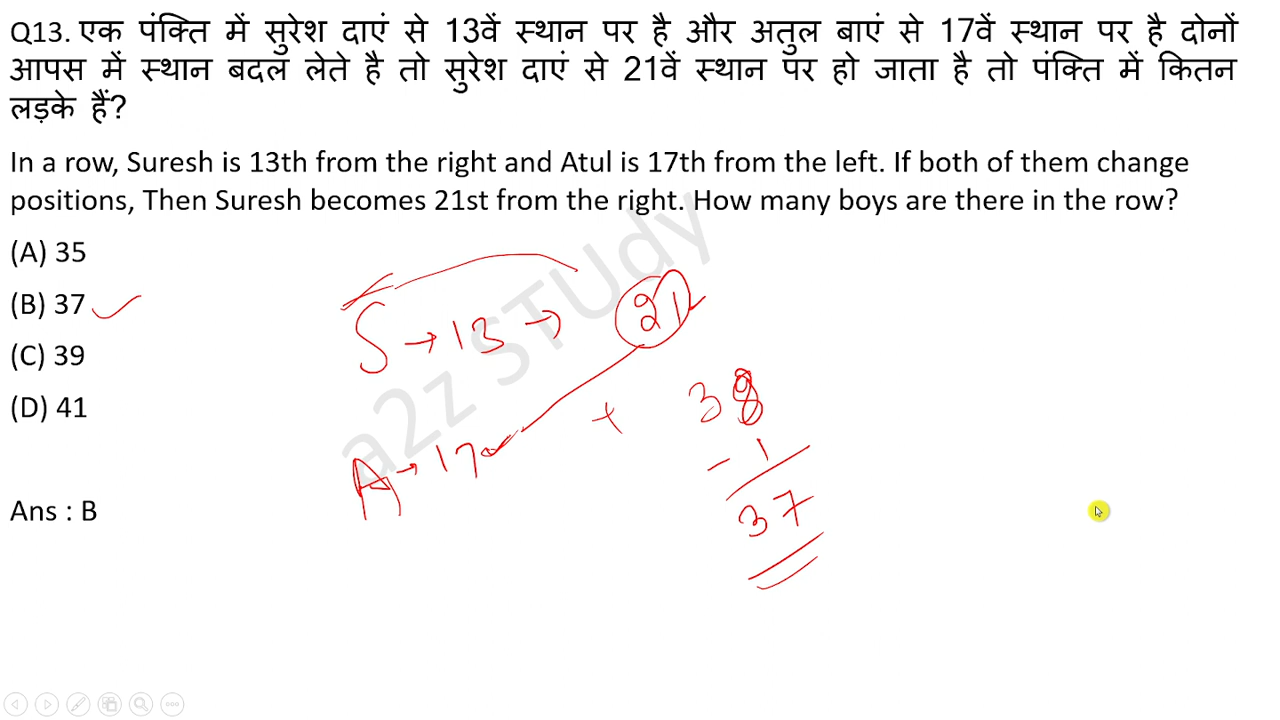 Q13. एक पंक्ति में सुरेश दाएं से 13वें स्थान पर है और अतुल बाएं से 17वें स्थान पर है दोनों
आपस में स्थान बदल लेते है तो सुरेश दाएं से 21वें स्थान पर हो जाता है तो पंक्ति में कितन
लड़के हैं?
In a row, Suresh is 13th from the right and Atul is 17th from the left. If both of them change
positions, Then Suresh becomes 21st from the right. How many boys are there in the row?
(A) 35
(B) 37
(C) 39
(D) 41
a2z STUdy
S → 13 → 21
A → 17
+ 38
- 1
37
Ans : B